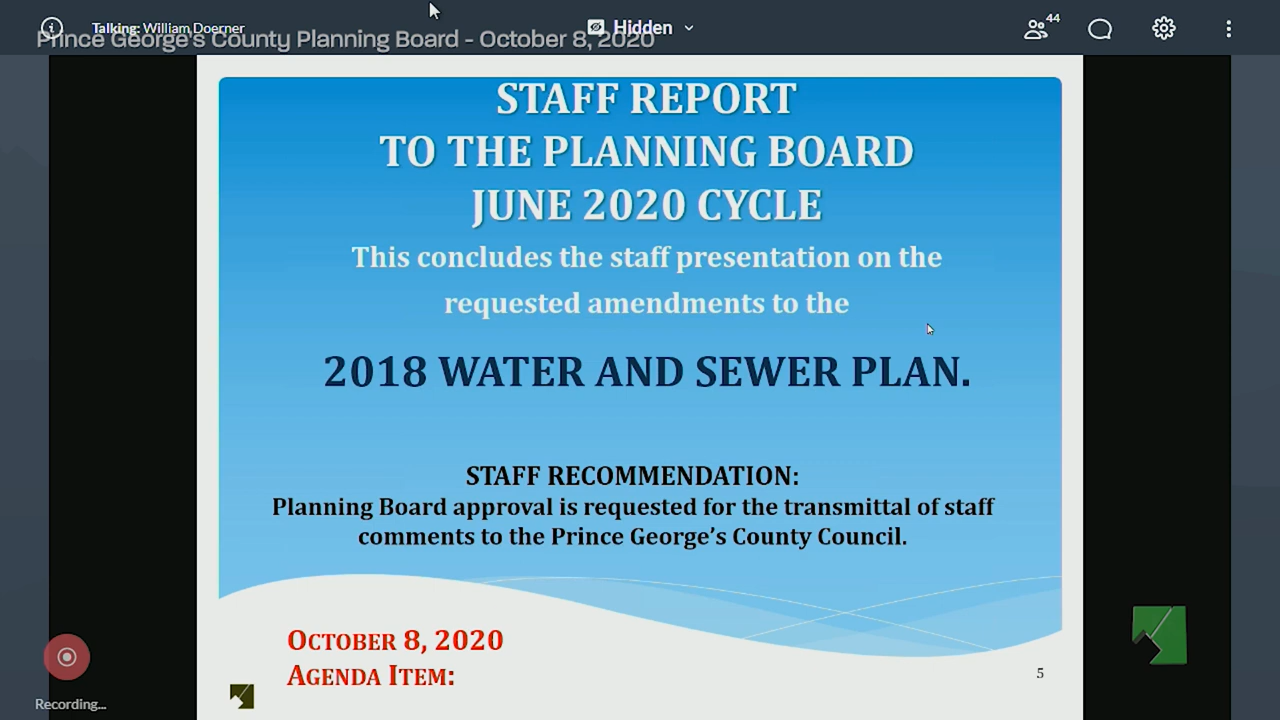 Talking: William Doerner
Hidden
44
Prince George's County Planning Board - October 8, 2020
STAFF REPORT
TO THE PLANNING BOARD
JUNE 2020 CYCLE
This concludes the staff presentation on the
requested amendments to the
2018 WATER AND SEWER PLAN.
STAFF RECOMMENDATION:
Planning Board approval is requested for the transmittal of staff
comments to the Prince George's County Council.
OCTOBER 8, 2020
AGENDA ITEM:
5
Recording...